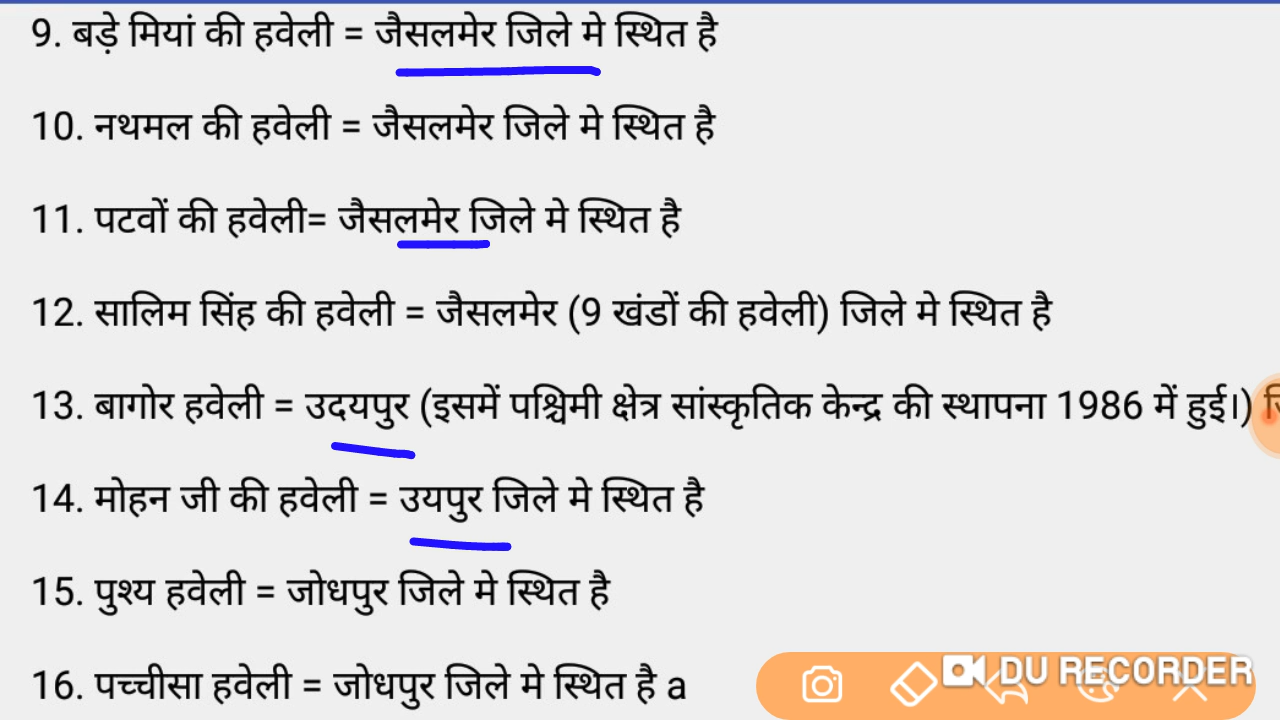 9. बड़े मियां की हवेली = जैसलमेर जिले मे स्थित है
10. नथमल की हवेली = जैसलमेर जिले मे स्थित है
11. पटवों की हवेली= जैसलमेर जिले मे स्थित है
12. सालिम सिंह की हवेली = जैसलमेर (9 खंडों की हवेली) जिले मे स्थित है
13. बागोर हवेली = उदयपुर (इसमें पश्चिमी क्षेत्र सांस्कृतिक केन्द्र की स्थापना 1986 में हुई।)
14. मोहन जी की हवेली = उयपुर जिले मे स्थित है
15. पुश्य हवेली = जोधपुर जिले मे स्थित है
16. पच्चीसा हवेली = जोधपुर जिले मे स्थित है a
DU RECORDER